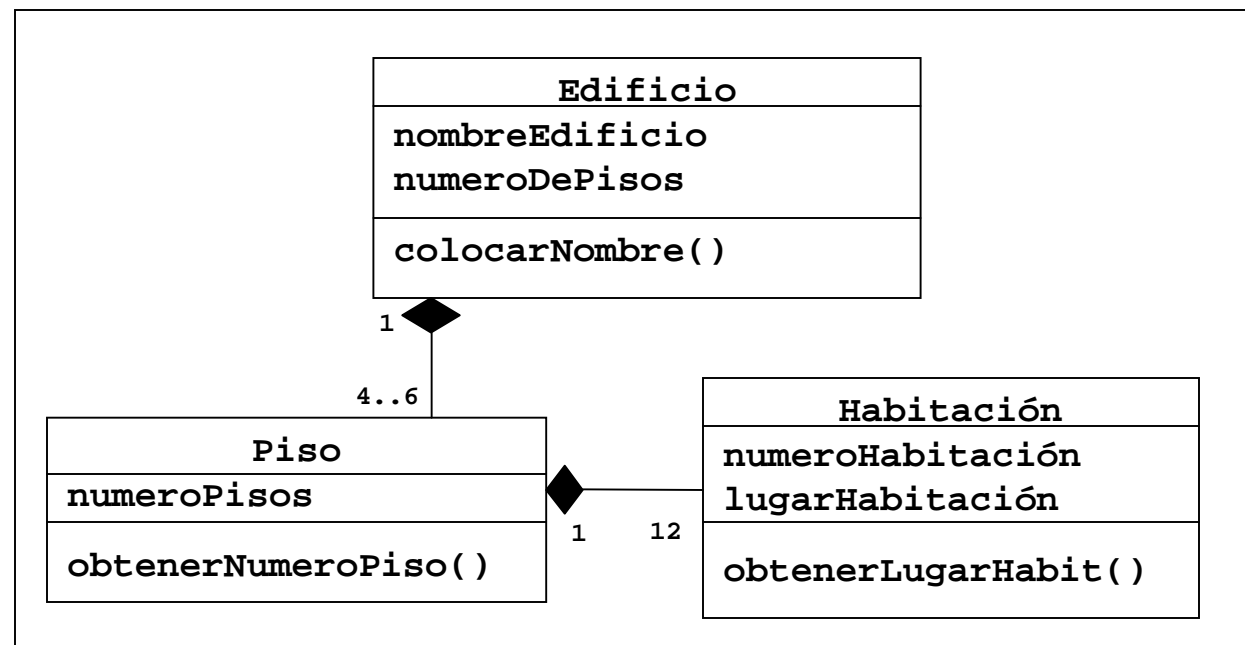 Edificio
nombreEdificio
numeroDePisos
colocarNombre()
1
4..6
Piso
numeroPisos
obtenerNumeroPiso()
1
12
Habitación
numeroHabitación
lugarHabitación
obtenerLugarHabit()